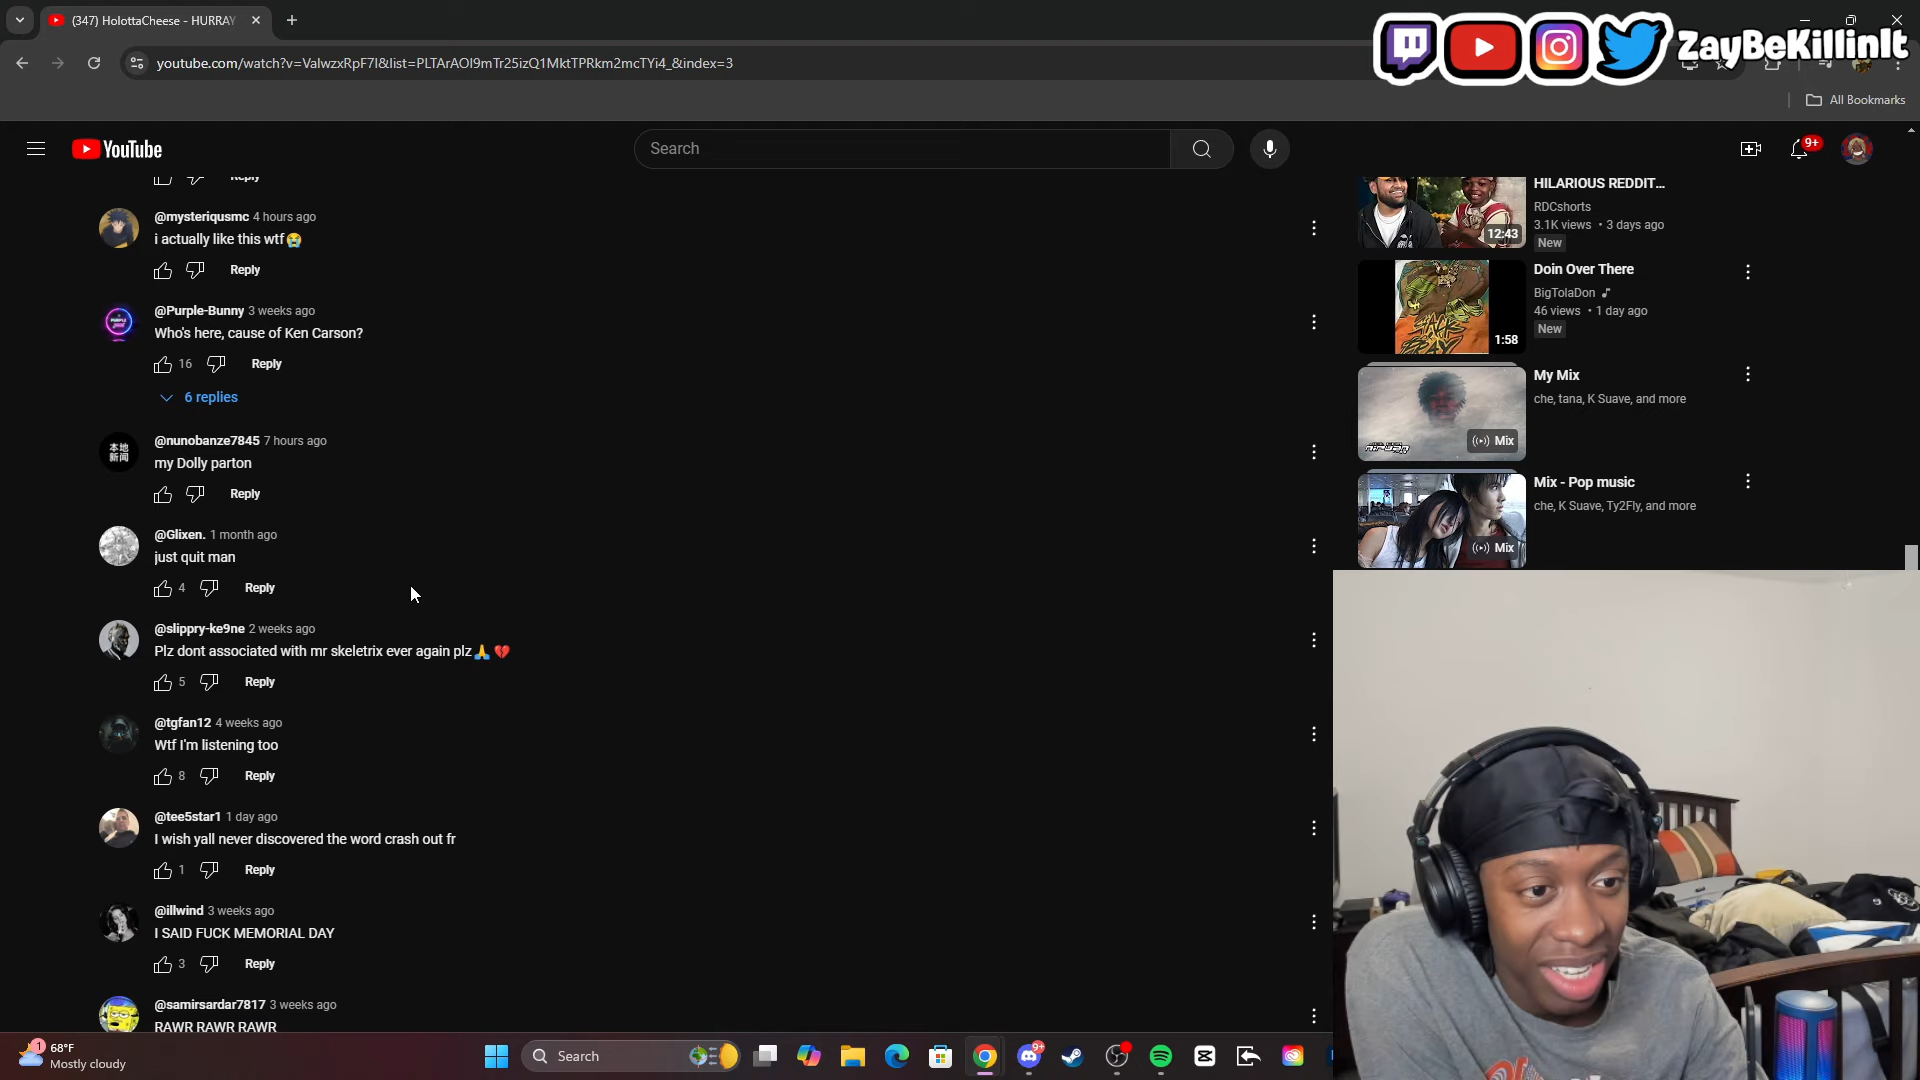 (347) HolottaCheese - HURRAY
ZayBeKillinIt
youtube.com/watch?v=ValwzxRpF7I&list=PLTArAOI9mTr25izQ1MktTPRkm2mcTYi4_&index=3
All Bookmarks
YouTube
Search
9+
Reply
@mysteriqusmc 4 hours ago
i actually like this wtf😭
Reply
@Purple-Bunny 3 weeks ago
Who's here, cause of Ken Carson?
16 Reply
6 replies
本地
新闻
@nunobanze7845 7 hours ago
my Dolly parton
Reply
@Glixen. 1 month ago
just quit man
4 Reply
@slippry-ke9ne 2 weeks ago
Plz dont associated with mr skeletrix ever again plz🙏💔
5 Reply
@tgfan12 4 weeks ago
Wtf I'm listening too
8 Reply
@tee5star1 1 day ago
I wish yall never discovered the word crash out fr
1 Reply
@illwind 3 weeks ago
I SAID FUCK MEMORIAL DAY
3 Reply
@samirsardar7817 3 weeks ago
RAWR RAWR RAWR
HILARIOUS REDDIT...
RDCshorts
3.1K views • 3 days ago
New
12:43
Doin Over There
BigTolaDon
46 views • 1 day ago
New
1:58
My Mix
che, tana, K Suave, and more
Mix
Mix - Pop music
che, K Suave, Ty2Fly, and more
Mix
1
68°F
Mostly cloudy
Search
9+